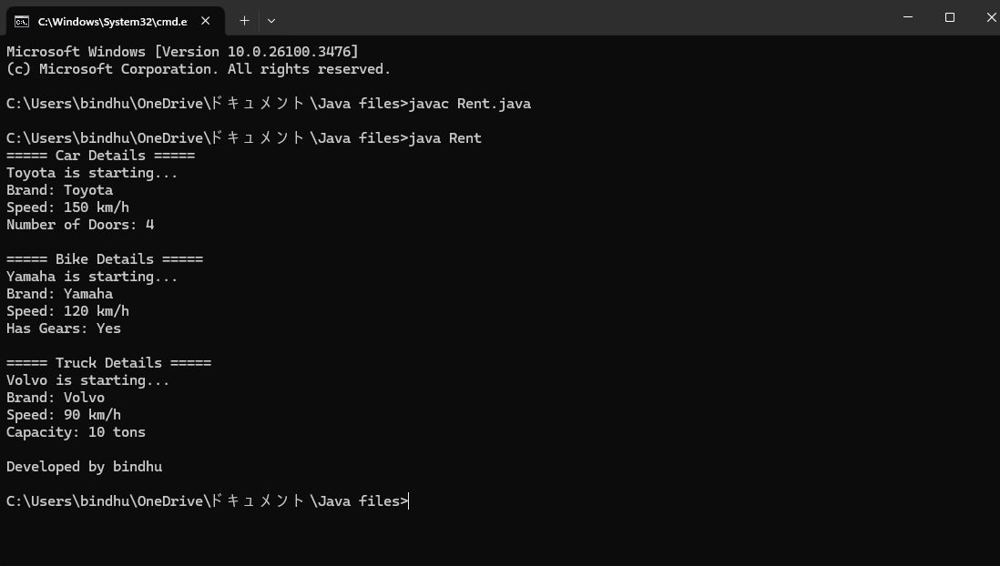 C:\Windows\System32\cmd.e
Microsoft Windows [Version 10.0.26100.3476]
(c) Microsoft Corporation. All rights reserved.
C:\Users\bindhu\OneDrive\ドキュメント\Java files>javac Rent.java
C:\Users\bindhu\OneDrive\ドキュメント\Java files>java Rent
===== Car Details =====
Toyota is starting...
Brand: Toyota
Speed: 150 km/h
Number of Doors: 4
===== Bike Details =====
Yamaha is starting...
Brand: Yamaha
Speed: 120 km/h
Has Gears: Yes
===== Truck Details =====
Volvo is starting...
Brand: Volvo
Speed: 90 km/h
Capacity: 10 tons
Developed by bindhu
C:\Users\bindhu\OneDrive\ドキュメント\Java files>